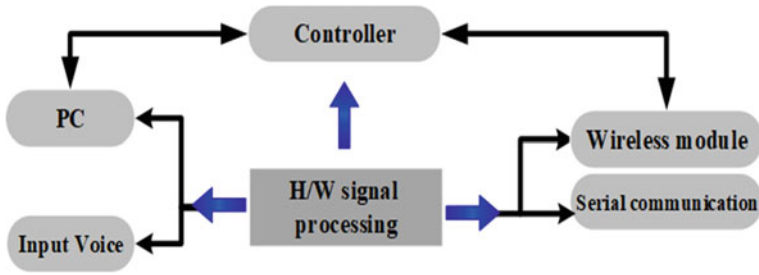 Controller
PC
Wireless module
H/W signal
processing
Serial communication
Input Voice